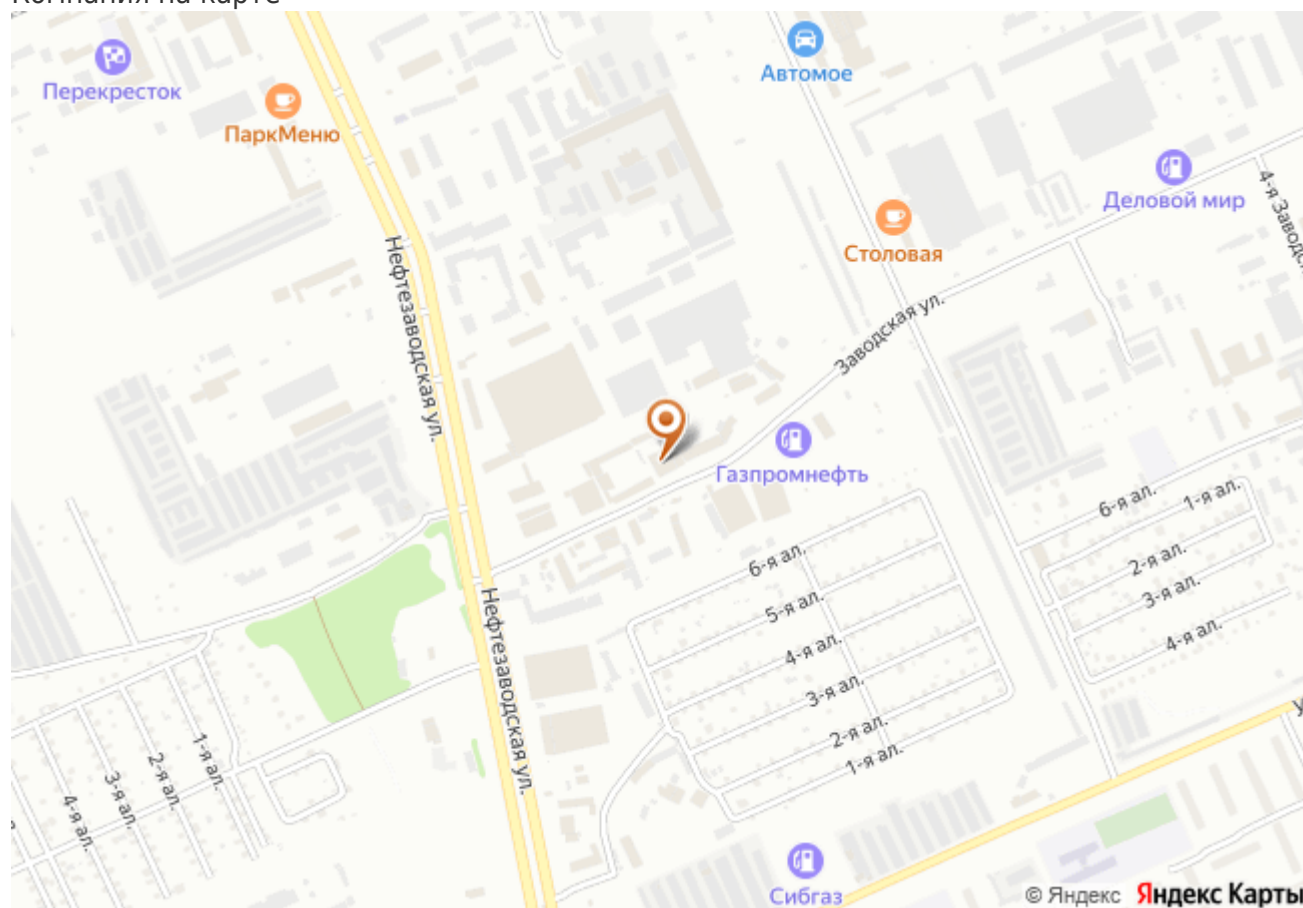 Компания на карте
Перекресток
ПаркМеню
Автомое
Деловой мир
4-я Заводс
Столовая
Нефтезаводская ул.
Заводская ул.
Газпромнефть
6-я ал.
1-я ал.
2-я ал.
3-я ал.
4-я ал.
6-я ал.
5-я ал.
4-я ал.
3-я ал.
2-я ал.
1-я ал.
Нефтезаводская ул.
1-я ал.
2-я ал.
3-я ал.
4-я ал.
Сибгаз
© Яндекс Яндекс Карты